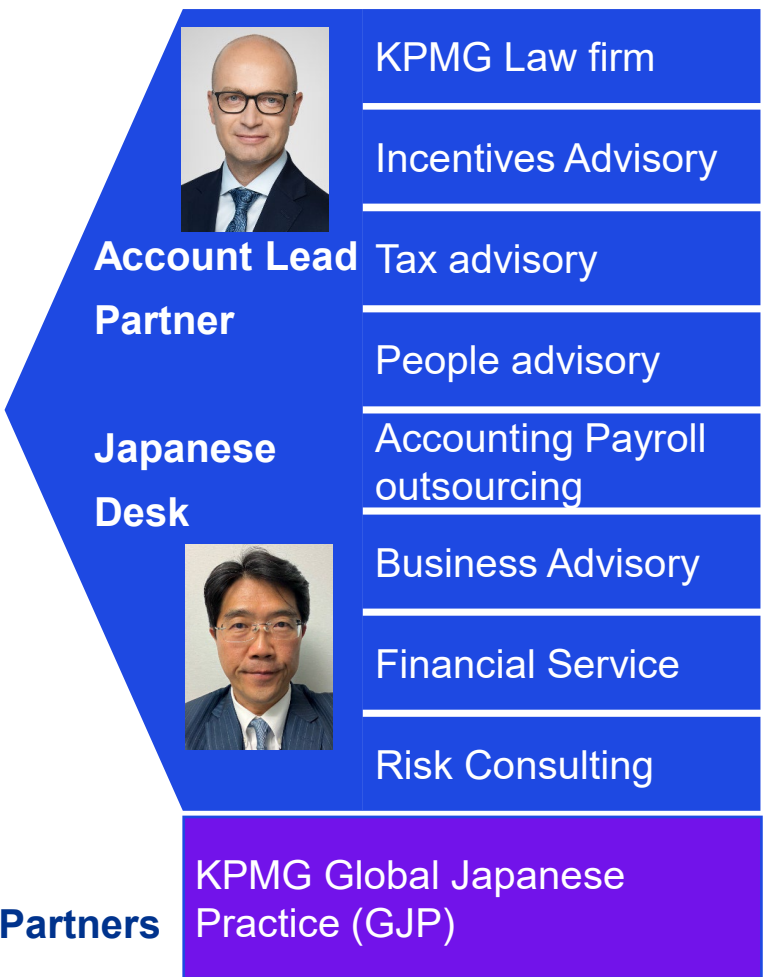 Account Lead
Partner
Japanese
Desk
KPMG Law firm
Incentives Advisory
Tax advisory
People advisory
Accounting Payroll
outsourcing
Business Advisory
Financial Service
Risk Consulting
Partners
KPMG Global Japanese
Practice (GJP)